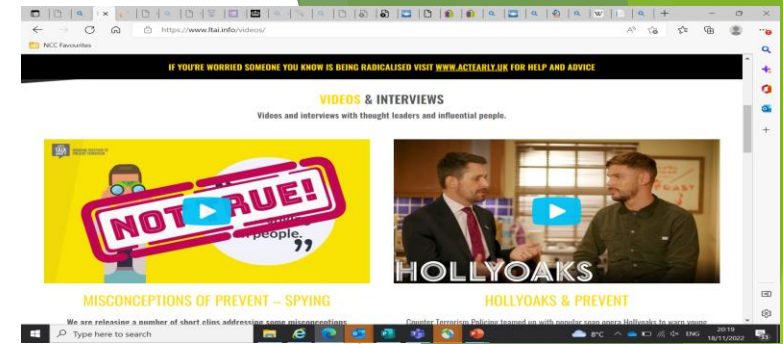 https://www.ltai.info/videos/
NCC Favourites
IF YOU'RE WORRIED SOMEONE YOU KNOW IS BEING RADICALISED VISIT WWW.ACTEARLY.UK FOR HELP AND ADVICE
VIDEOS & INTERVIEWS
Videos and interviews with thought leaders and influential people.
NOT TRUE!
people.
HOLLYOAKS
MISCONCEPTIONS OF PREVENT – SPYING
HOLLYOAKS & PREVENT
We are releasing a number of short clips addressing some misconceptions
Counter Terrorism Policing teamed up with popular soap opera Hollyoaks to warn young
Type here to search
8°C
ENG
20:19
18/11/2022